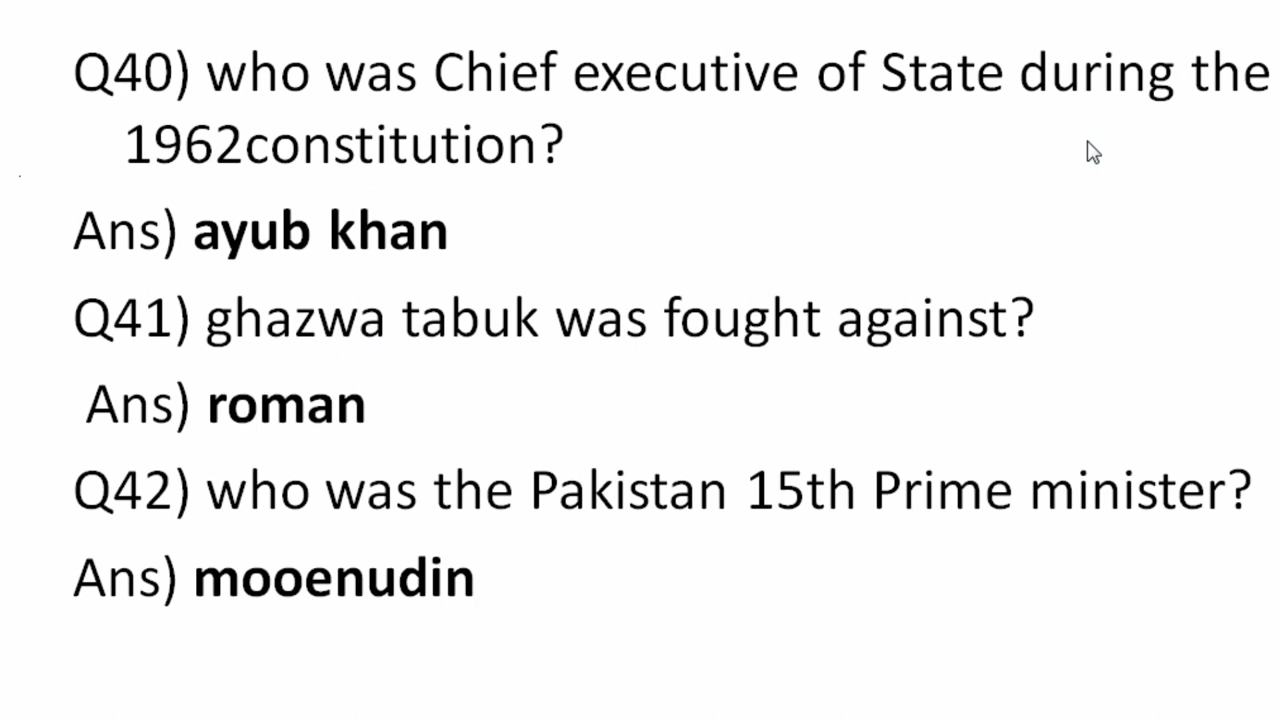 Q40) who was Chief executive of State during the
1962constitution?
Ans) ayub khan
Q41) ghazwa tabuk was fought against?
Ans) roman
Q42) who was the Pakistan 15th Prime minister?
Ans) mooenudin